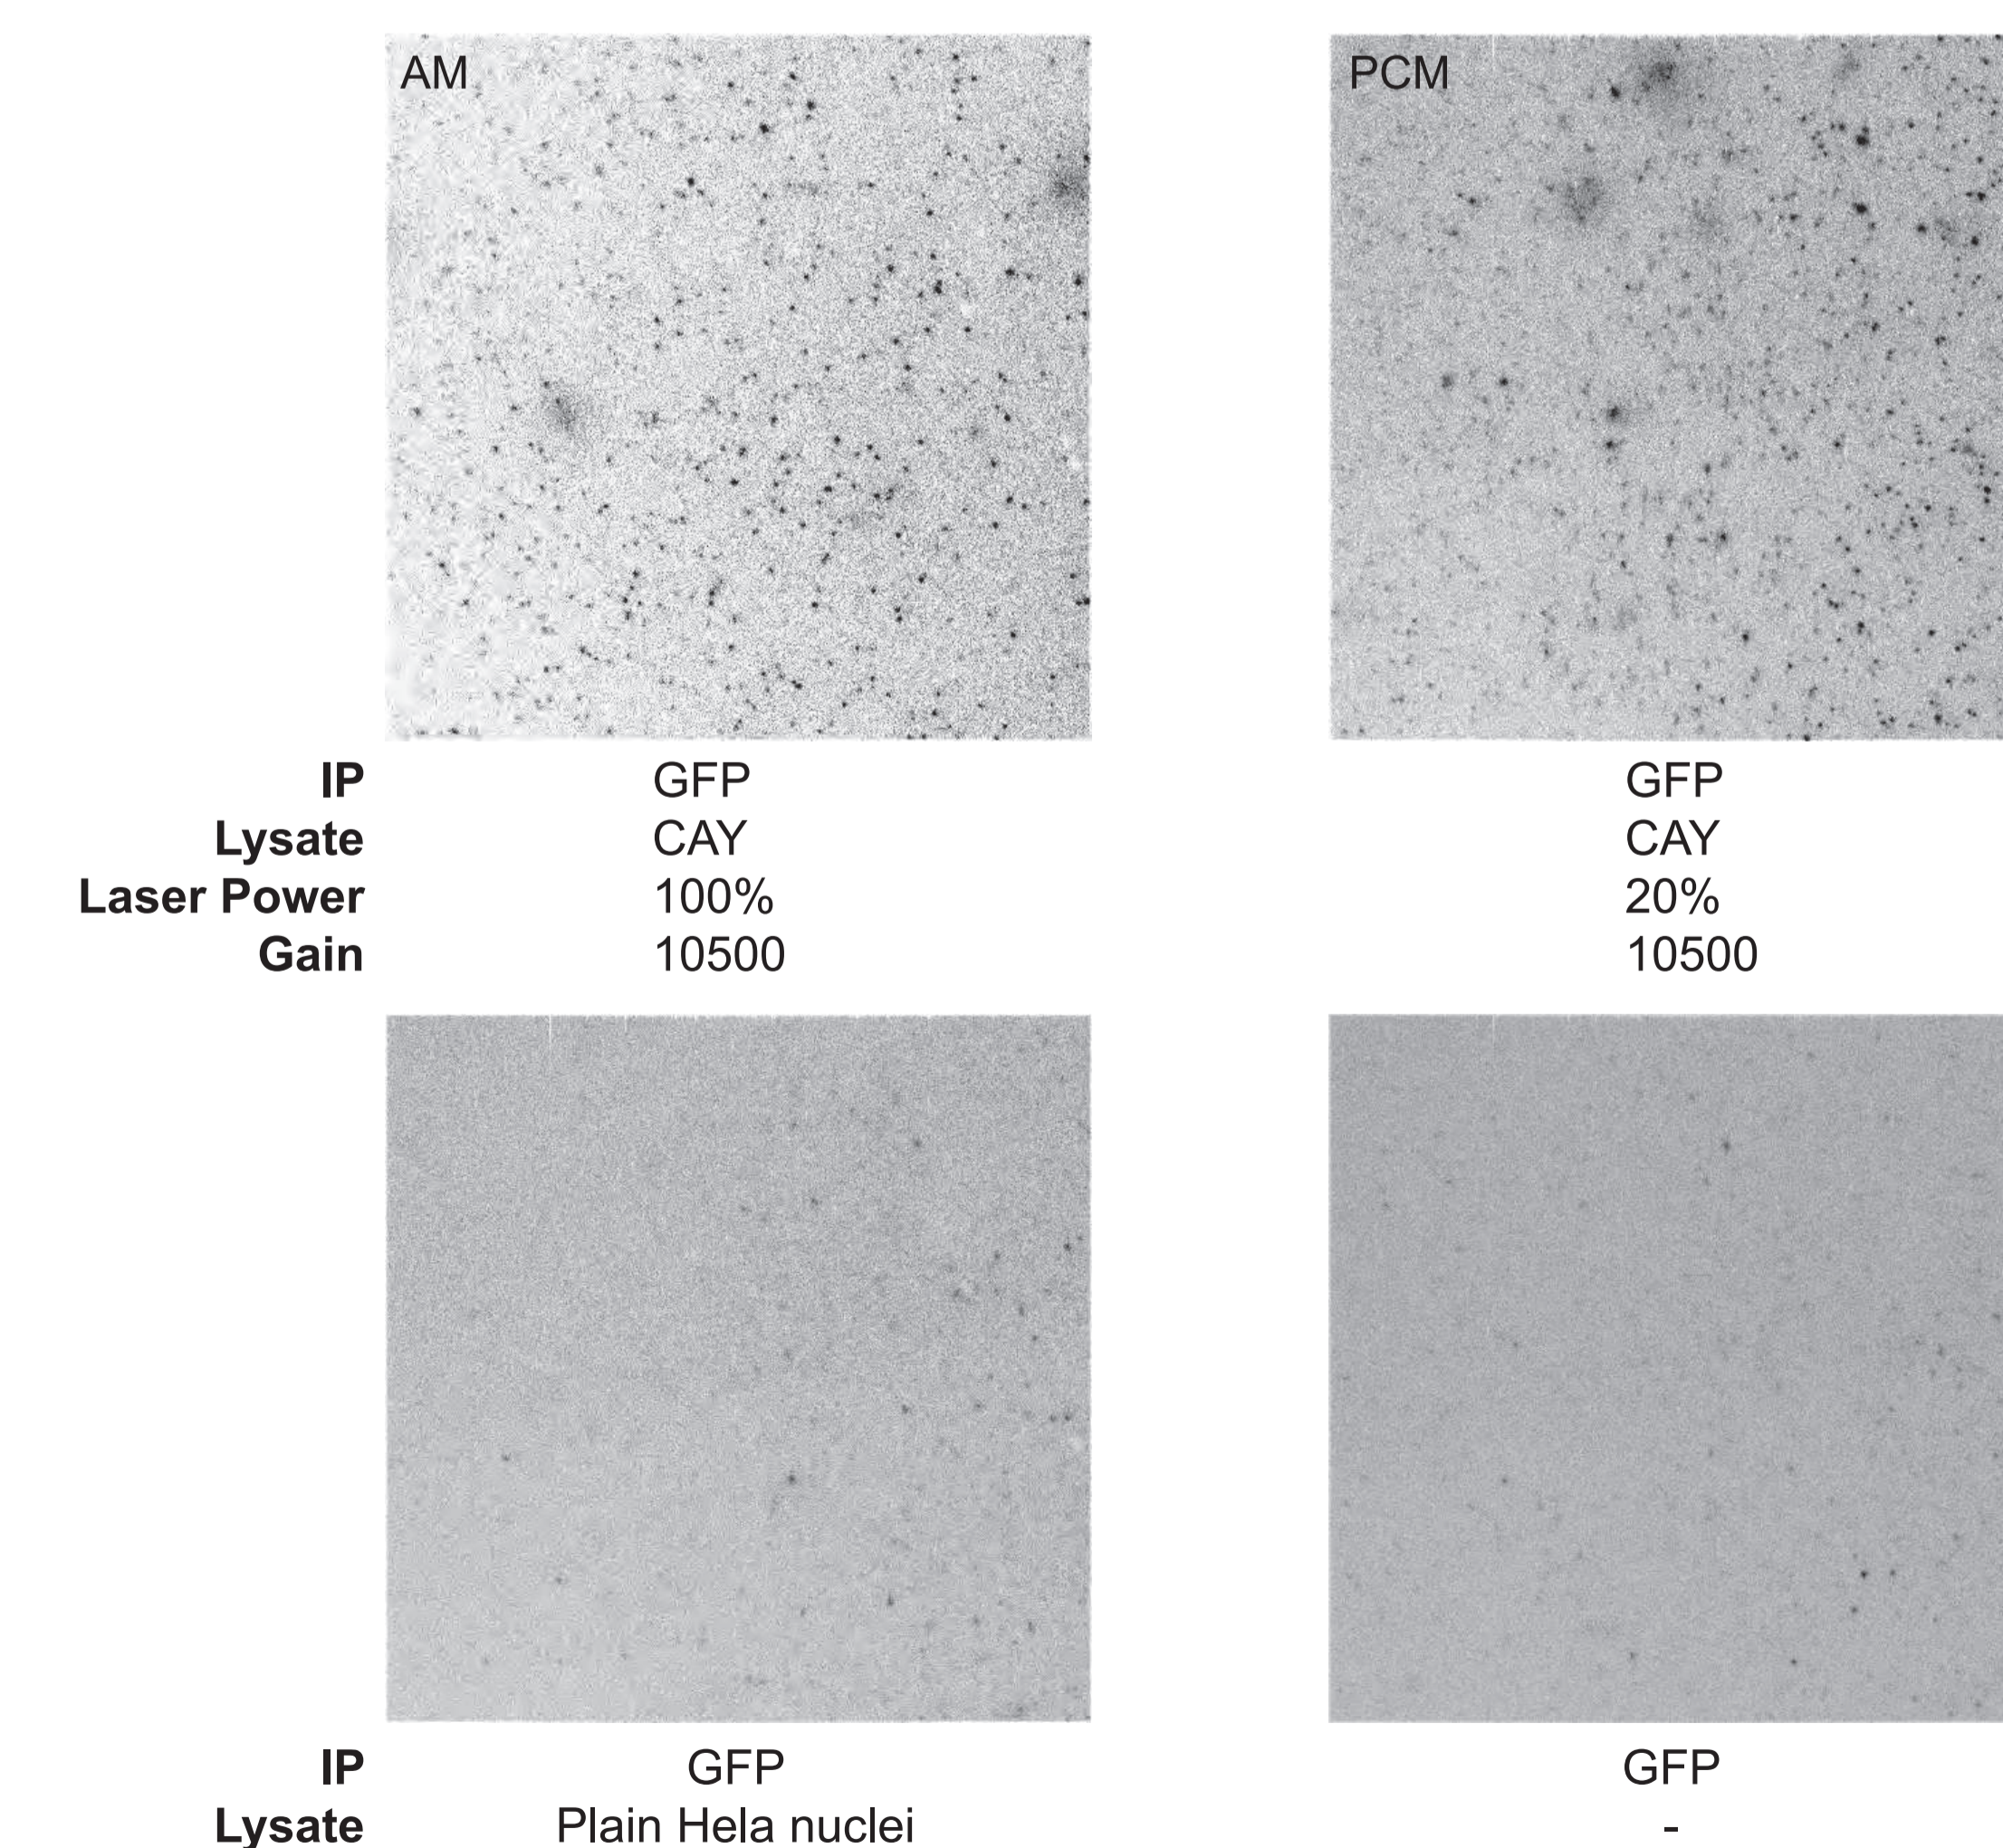 AM PCM
IP GFP GFP
Lysate CAY CAY
Laser Power 100% 20%
Gain 10500 10500
IP GFP GFP
Lysate Plain Hela nuclei -